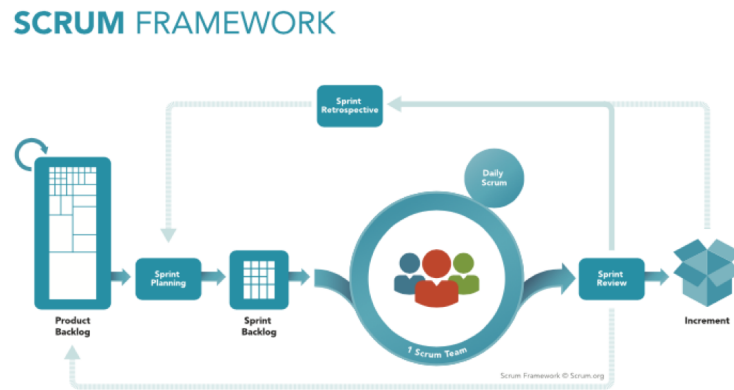 SCRUM FRAMEWORK
Sprint
Retrospective
Daily
Scrum
Sprint
Planning
Sprint
Review
Product
Backlog
Sprint
Backlog
1 Scrum Team
Increment
Scrum Framework © Scrum.org